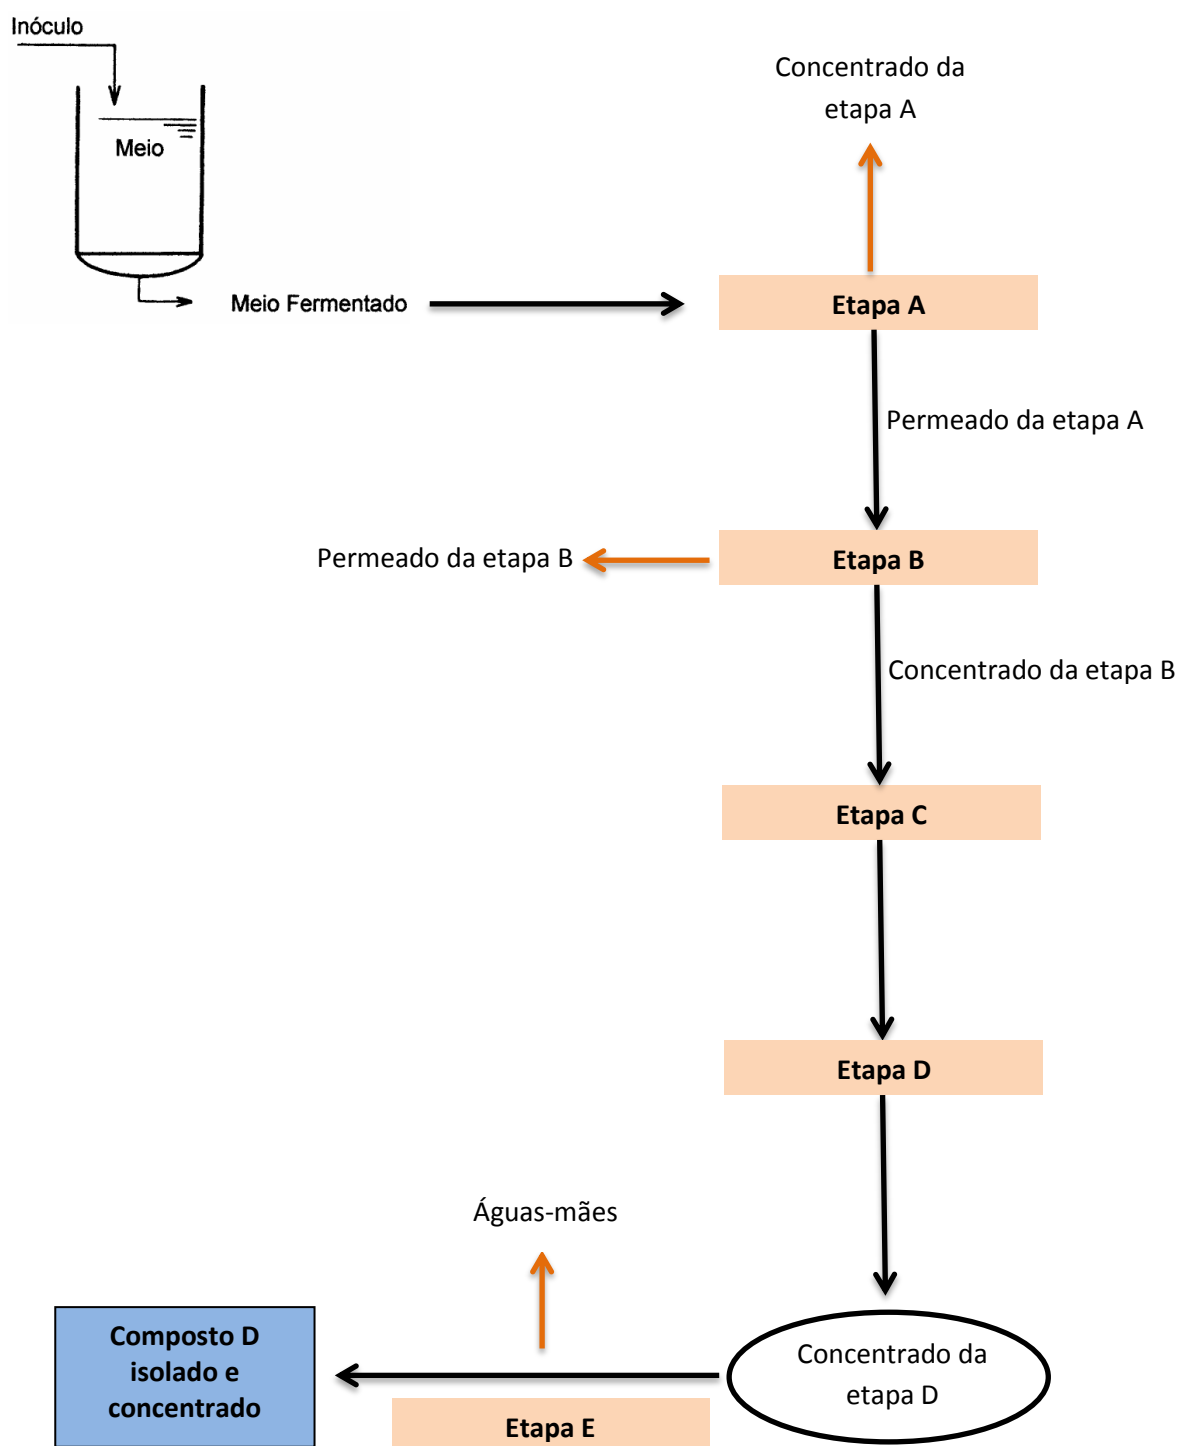 Inóculo
Meio
Meio Fermentado
Concentrado da
etapa A
Etapa A
Permeado da etapa A
Permeado da etapa B
Etapa B
Concentrado da etapa B
Etapa C
Etapa D
Águas-mães
Composto D
isolado e
concentrado
Concentrado da
etapa D
Etapa E